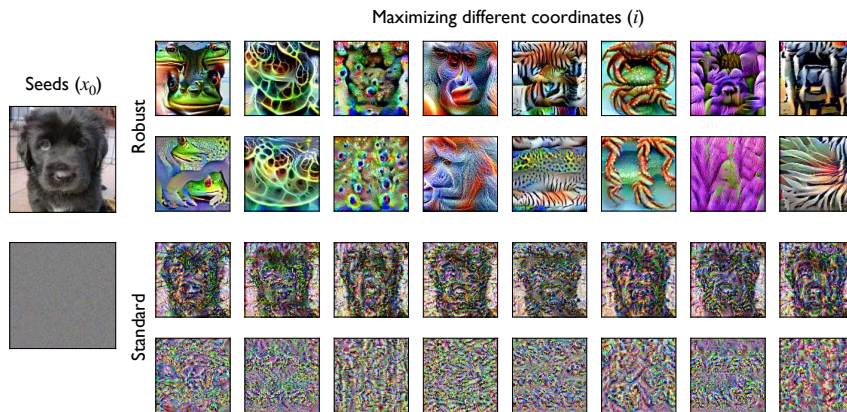 Maximizing different coordinates (i)
Seeds (x0)
Robust
Standard